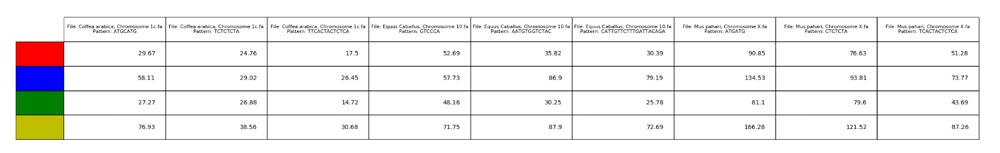 File: Coffea arabica, Chromosome 1c.fa
Pattern: ATGCATG
File: Coffea arabica, Chromosome 1c.fa
Pattern: TCTCTCTA
File: Coffea arabica, Chromosome 1c.fa
Pattern: TTCACTACTCTCA
File: Equus Caballus, Chromosome 10.fa
Pattern: GTCCCA
File: Equus Caballus, Chromosome 10.fa
Pattern: AATGTGGTCTAC
File: Equus Caballus, Chromosome 10.fa
Pattern: CATTGTTCTTTGATTACAGA
File: Mus pahari, Chromosome X.fa
Pattern: ATGATG
File: Mus pahari, Chromosome X.fa
Pattern: CTCTCTA
File: Mus pahari, Chromosome X.fa
Pattern: TCACTACTCTCA
29.67 24.76 17.5 52.69 35.82 30.39 90.85 76.63 51.28
58.11 29.02 26.45 57.73 86.9 79.19 134.53 93.81 73.77
27.27 26.88 14.72 48.16 30.25 25.78 81.1 79.6 43.69
76.93 38.56 30.68 71.75 87.9 72.69 166.28 121.52 87.26